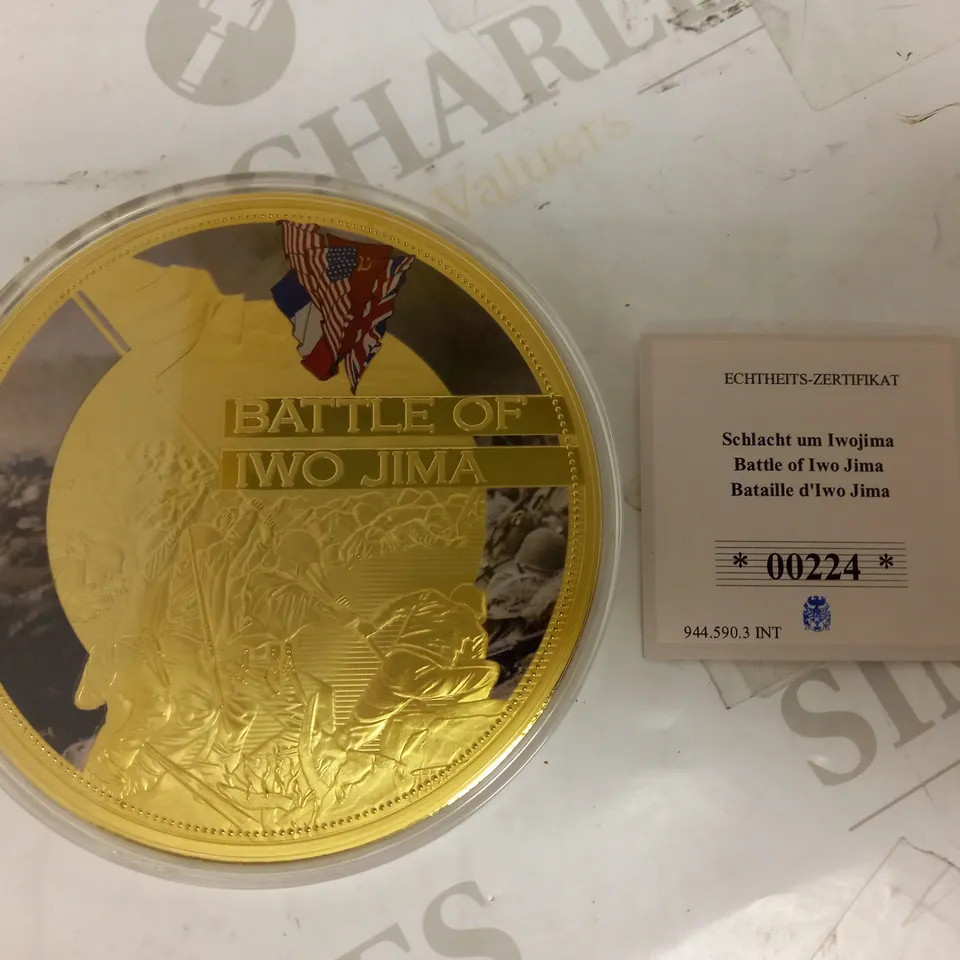 CHARLES
Valuers
BATTLE OF
IWO JIMA
ECHTHEITS-ZERTIFIKAT
Schlacht um Iwojima
Battle of Iwo Jima
Bataille d'Iwo Jima
* 00224 *
944.590.3 INT